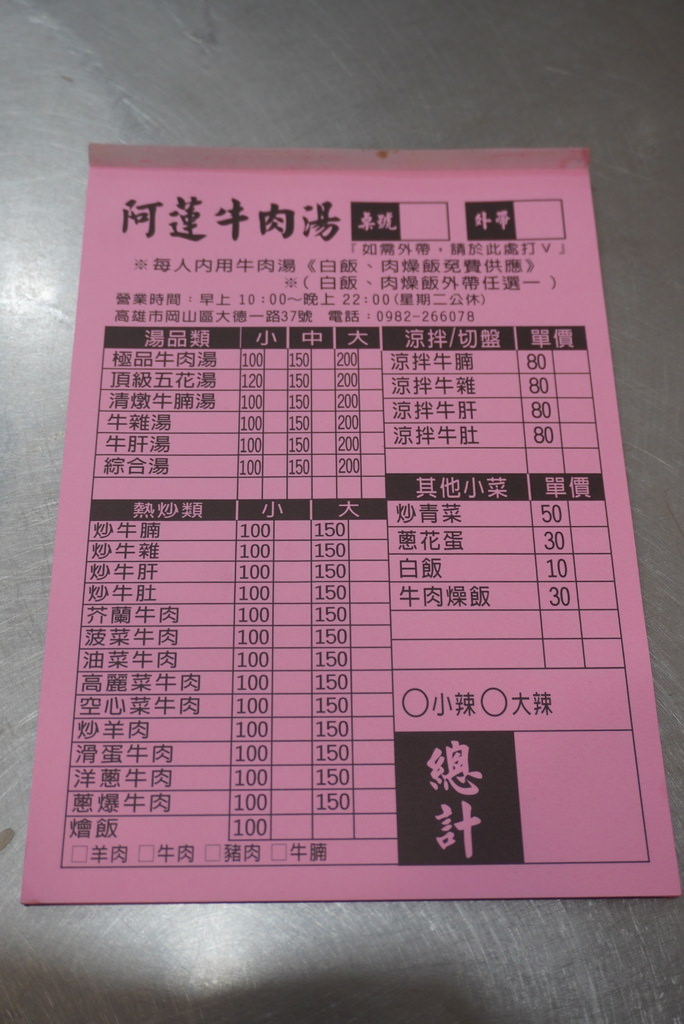 阿蓮牛肉湯 桌號 外帶
『如需外帶，請於此處打V』
※每人內用牛肉湯《白飯、肉燥飯免費供應》
※( 白飯、肉燥飯外帶任選一 )
營業時間：早上 10:00～晚上 22:00(星期二公休)
高雄市岡山區大德一路37號 電話：0982-266078
湯品類 小 中 大
極品牛肉湯 100 150 200
頂級五花湯 120 150 200
清燉牛腩湯 100 150 200
牛雜湯 100 150 200
牛肝湯 100 150 200
綜合湯 100 150 200
熱炒類 小 大
炒牛腩 100 150
炒牛雜 100 150
炒牛肝 100 150
炒牛肚 100 150
芥蘭牛肉 100 150
菠菜牛肉 100 150
油菜牛肉 100 150
高麗菜牛肉 100 150
空心菜牛肉 100 150
炒羊肉 100 150
滑蛋牛肉 100 150
洋蔥牛肉 100 150
蔥爆牛肉 100 150
燴飯 100
□羊肉 □牛肉 □豬肉 □牛腩
涼拌/切盤 單價
涼拌牛腩 80
涼拌牛雜 80
涼拌牛肝 80
涼拌牛肚 80
其他小菜 單價
炒青菜 50
蔥花蛋 30
白飯 10
牛肉燥飯 30
○小辣○大辣
總計